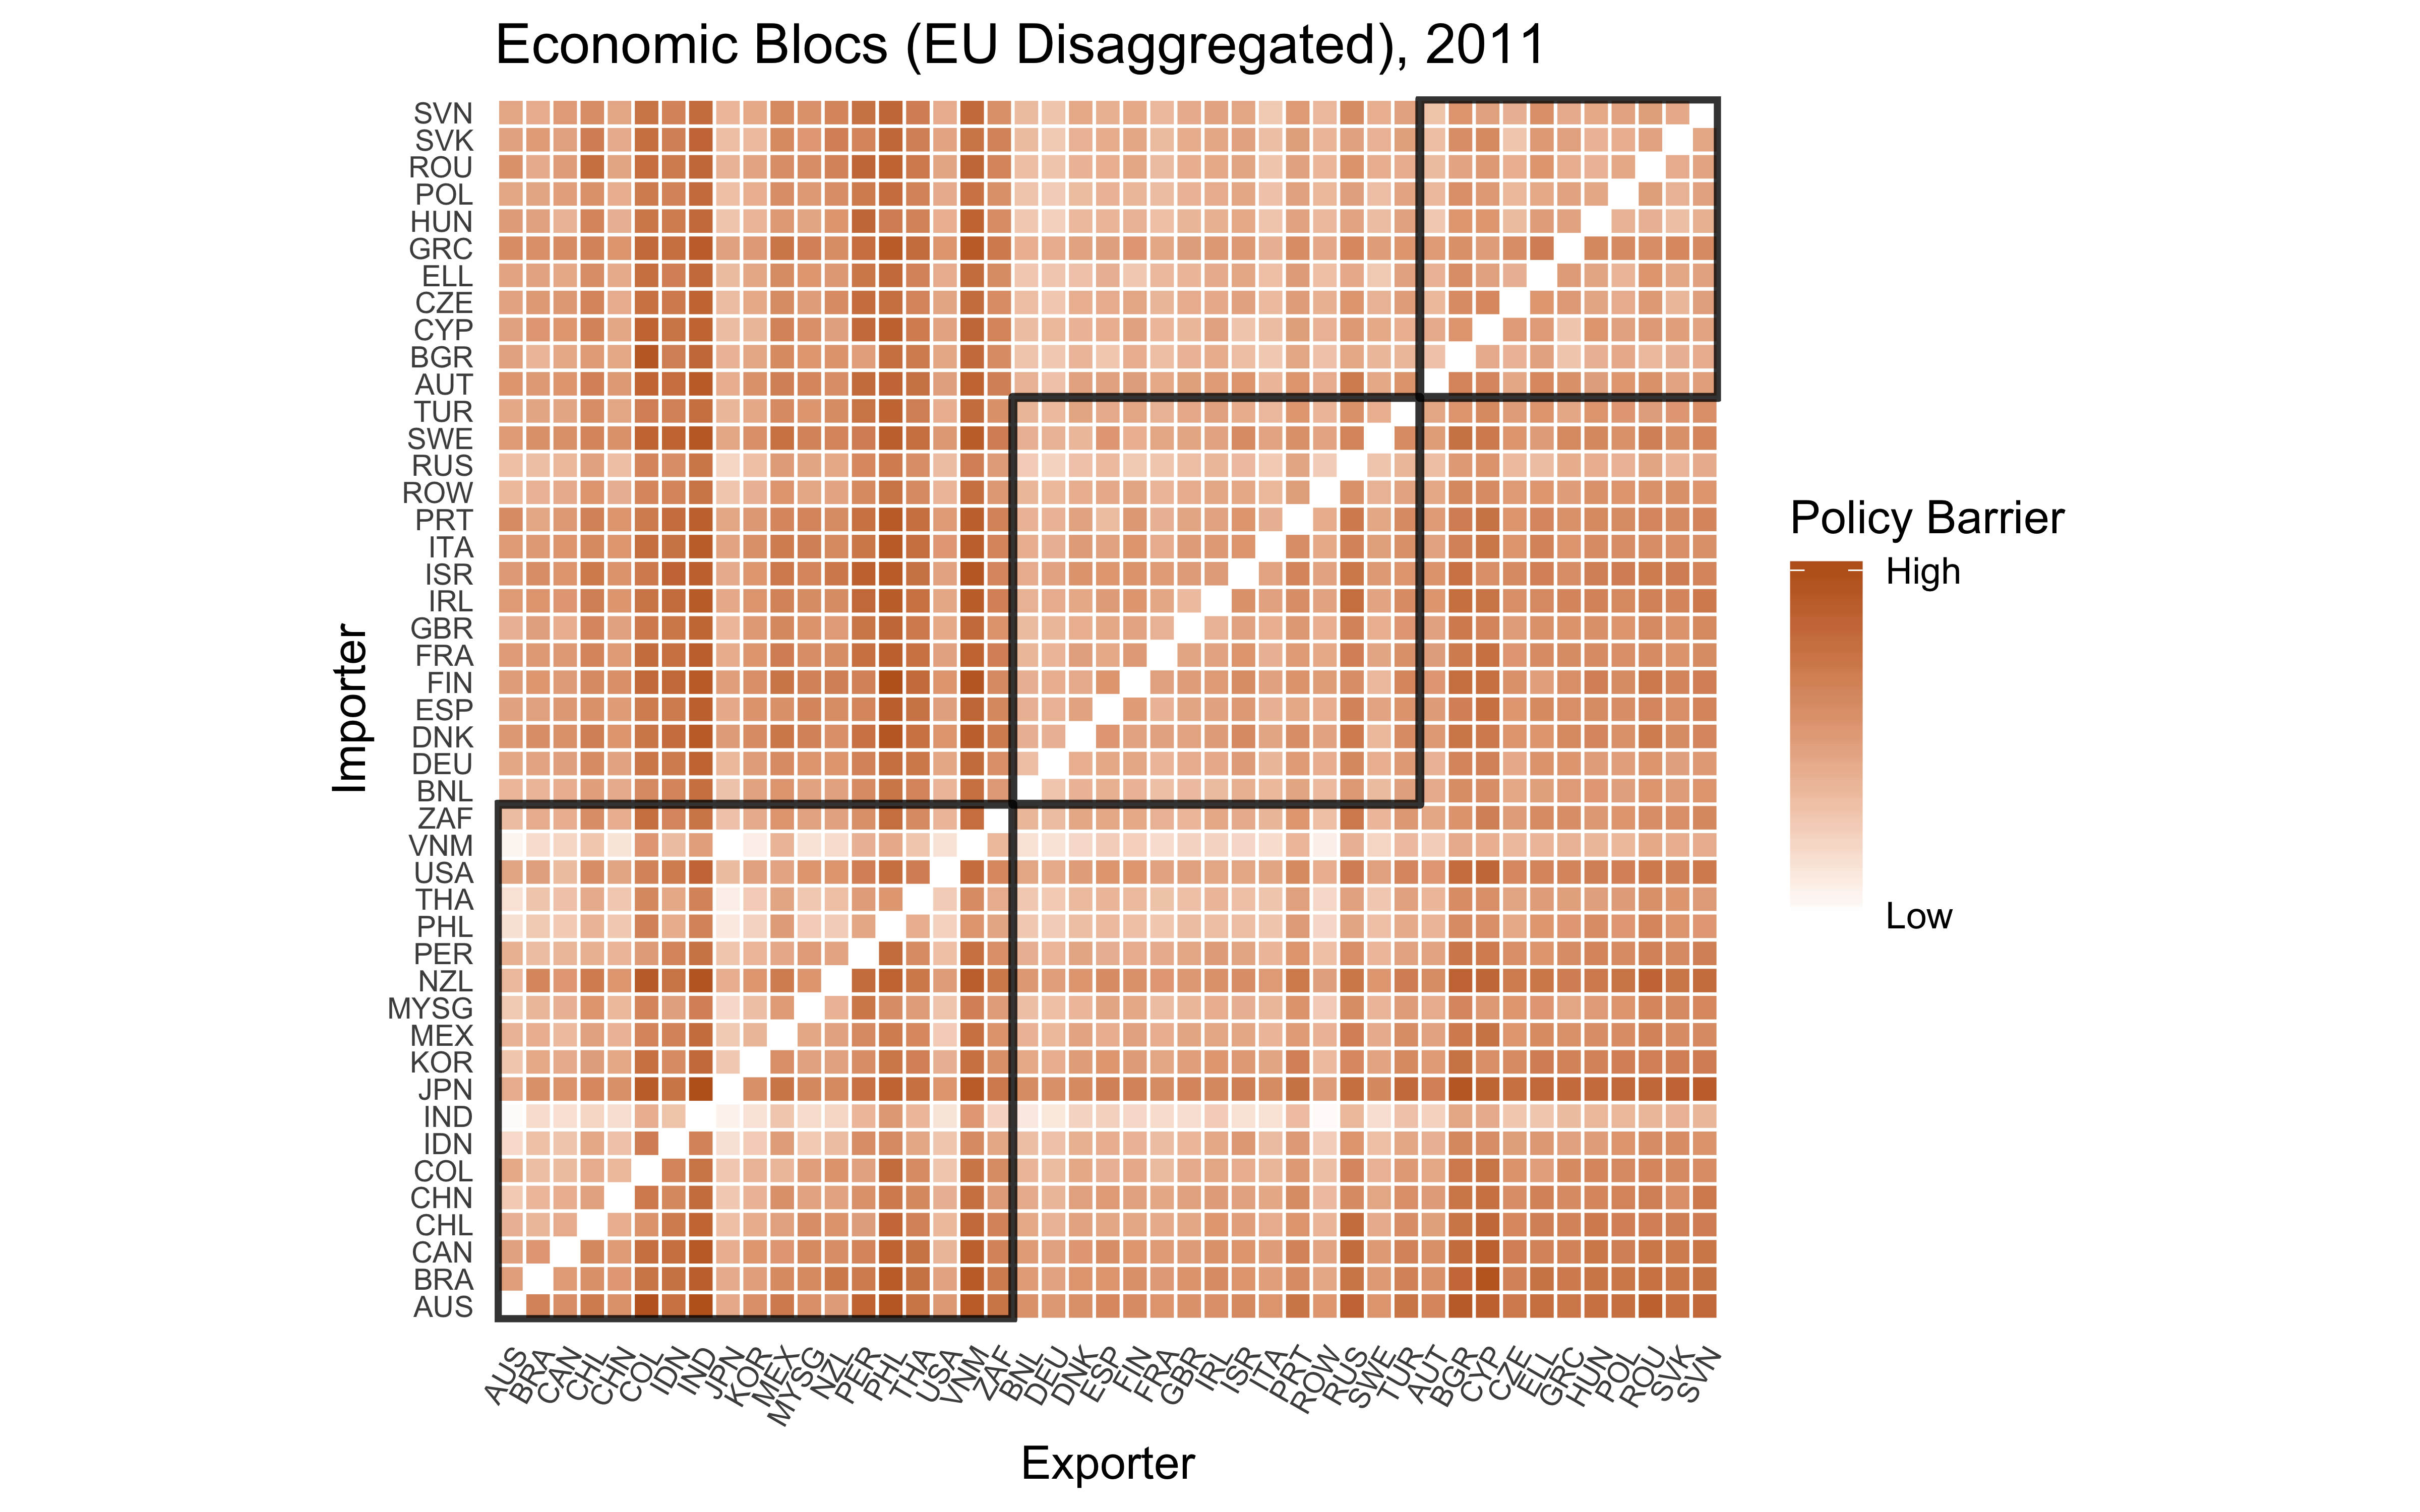 Economic Blocs (EU Disaggregated), 2011
SVN
SVK
ROU
POL
HUN
GRC
ELL
CZE
CYP
BGR
AUT
TUR
SWE
RUS
ROW
PRT
ITA
ISR
IRL
GBR
FRA
FIN
ESP
DNK
DEU
BNL
ZAF
VNM
USA
THA
PHL
PER
NZL
MYSG
MEX
KOR
JPN
IND
IDN
COL
CHN
CHL
CAN
BRA
AUS
Importer
AUS
BRA
CAN
CHL
CHN
COL
IDN
IND
JPN
KOR
MEX
MYSG
NZL
PER
PHL
THA
USA
VNM
ZAF
BNL
DEU
DNK
ESP
FIN
FRA
GBR
IRL
ISR
ITA
PRT
ROW
RUS
SWE
TUR
AUT
BGR
CYP
CZE
ELL
GRC
HUN
POL
ROU
SVK
SVN
Exporter
Policy Barrier
High
Low